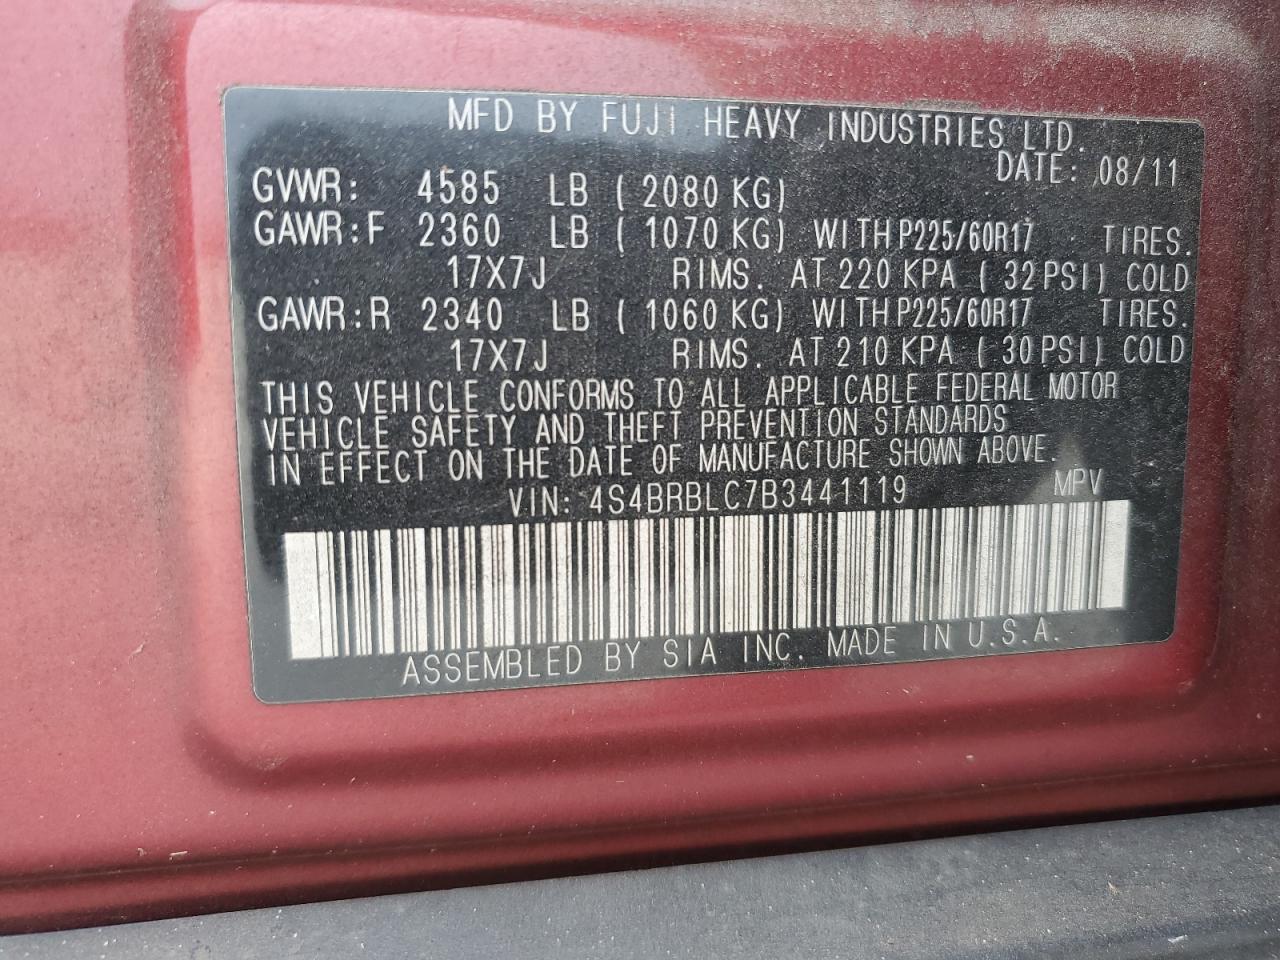 MFD BY FUJI HEAVY INDUSTRIES LTD.
DATE: 08/11
GVWR: 4585 LB (2080 KG)
GAWR:F 2360 LB (1070 KG) WITH P225/60R17 TIRES.
17X7J RIMS. AT 220 KPA (32 PSI) COLD
GAWR:R 2340 LB (1060 KG) WITH P225/60R17 TIRES.
17X7J RIMS. AT 210 KPA (30 PSI) COLD
THIS VEHICLE CONFORMS TO ALL APPLICABLE FEDERAL MOTOR
VEHICLE SAFETY AND THEFT PREVENTION STANDARDS
IN EFFECT ON THE DATE OF MANUFACTURE SHOWN ABOVE.
VIN: 4S4BRBLC7B3441119 MPV
ASSEMBLED BY SIA INC. MADE IN U.S.A.